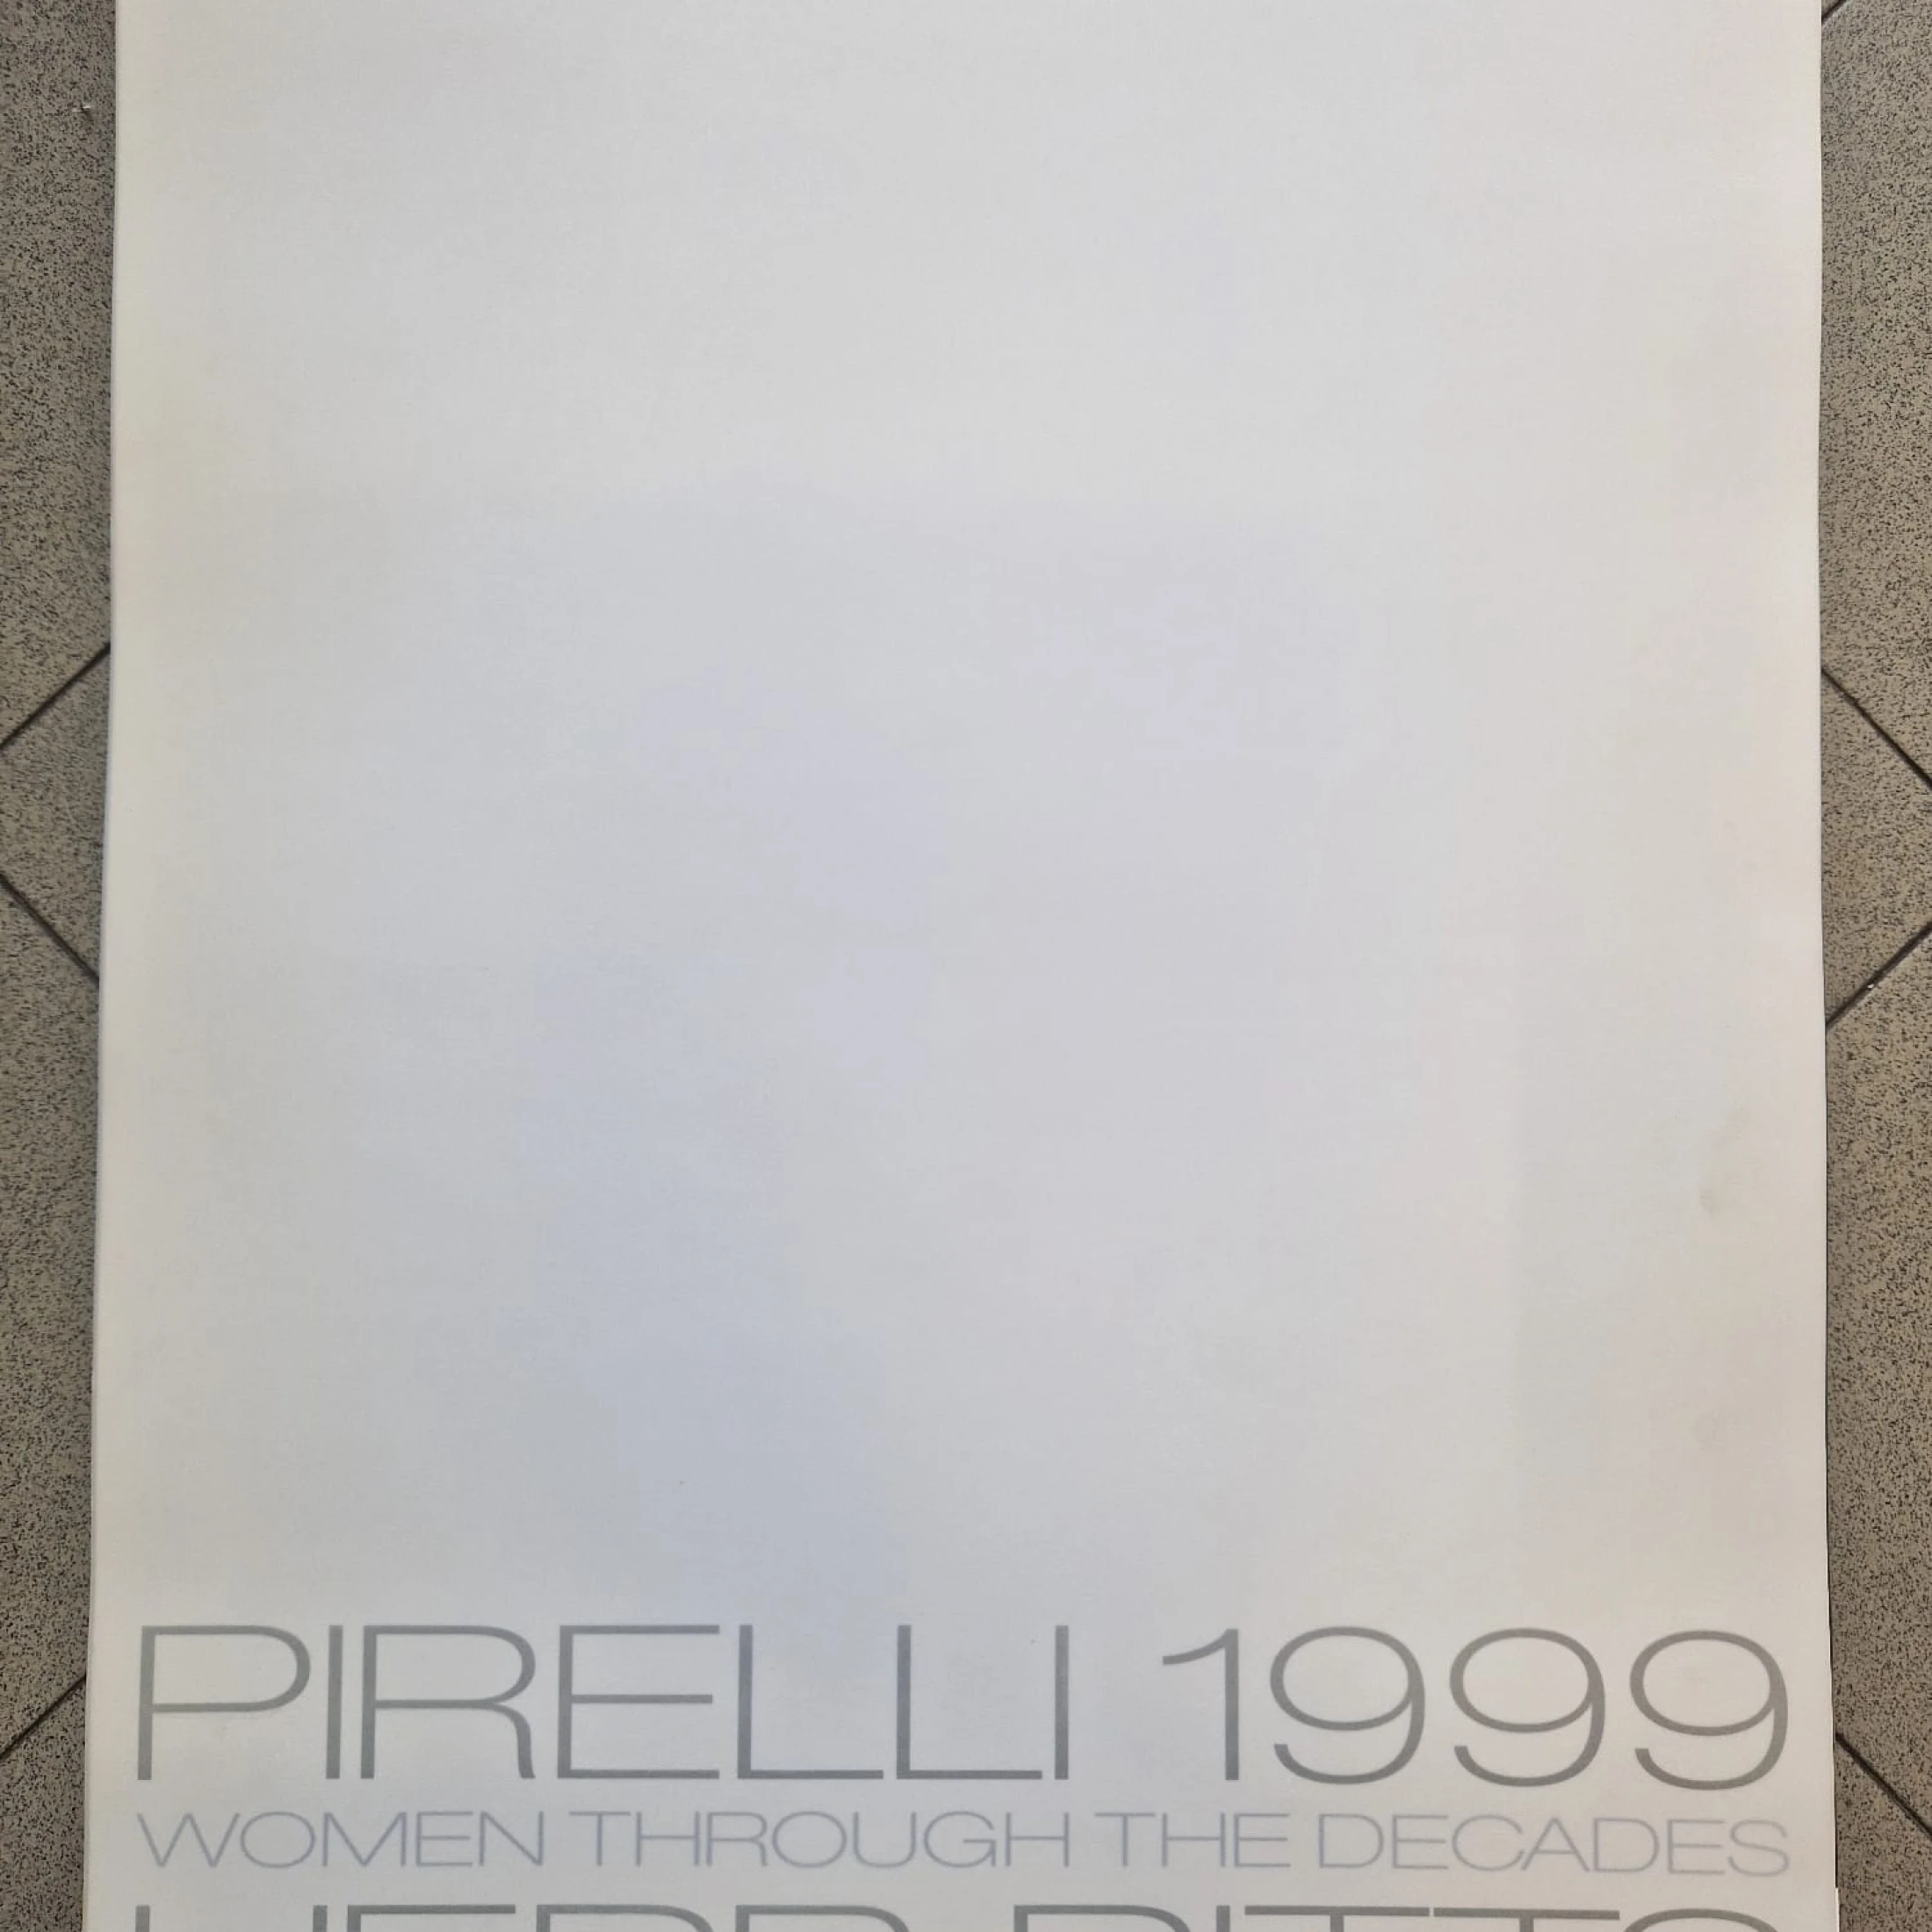 PIRELLI 1999
WOMEN THROUGH THE DECADES